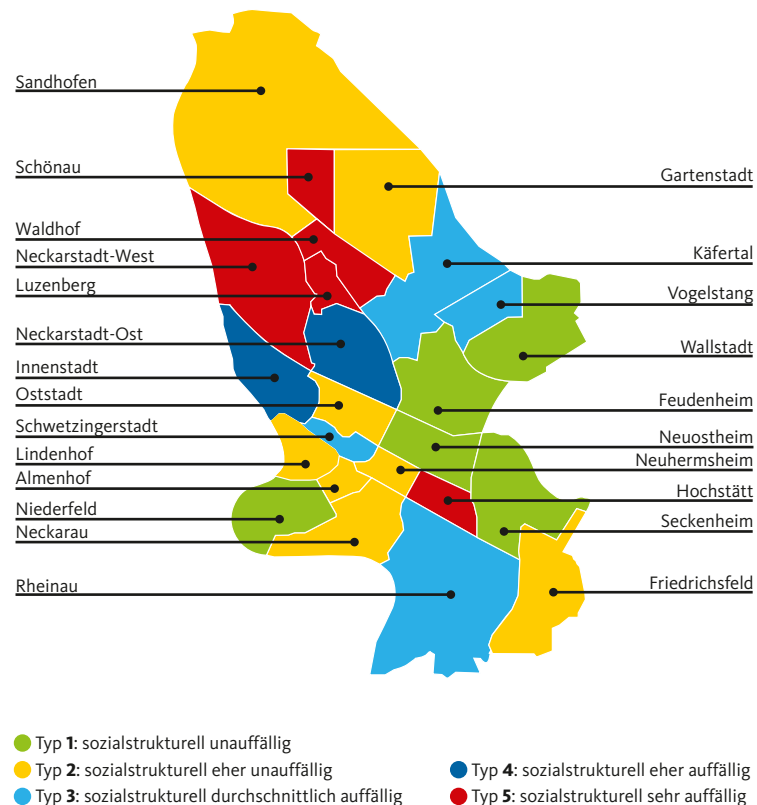 Sandhofen
Schönau
Waldhof
Neckarstadt-West
Luzenberg
Neckarstadt-Ost
Innenstadt
Oststadt
Schwetzingerstadt
Lindenhof
Almenhof
Niederfeld
Neckarau
Rheinau
Gartenstadt
Käfertal
Vogelstang
Wallstadt
Feudenheim
Neuostheim
Neuhermsheim
Hochstätt
Seckenheim
Friedrichsfeld
Typ 1: sozialstrukturell unauffällig
Typ 2: sozialstrukturell eher unauffällig
Typ 3: sozialstrukturell durchschnittlich auffällig
Typ 4: sozialstrukturell eher auffällig
Typ 5: sozialstrukturell sehr auffällig